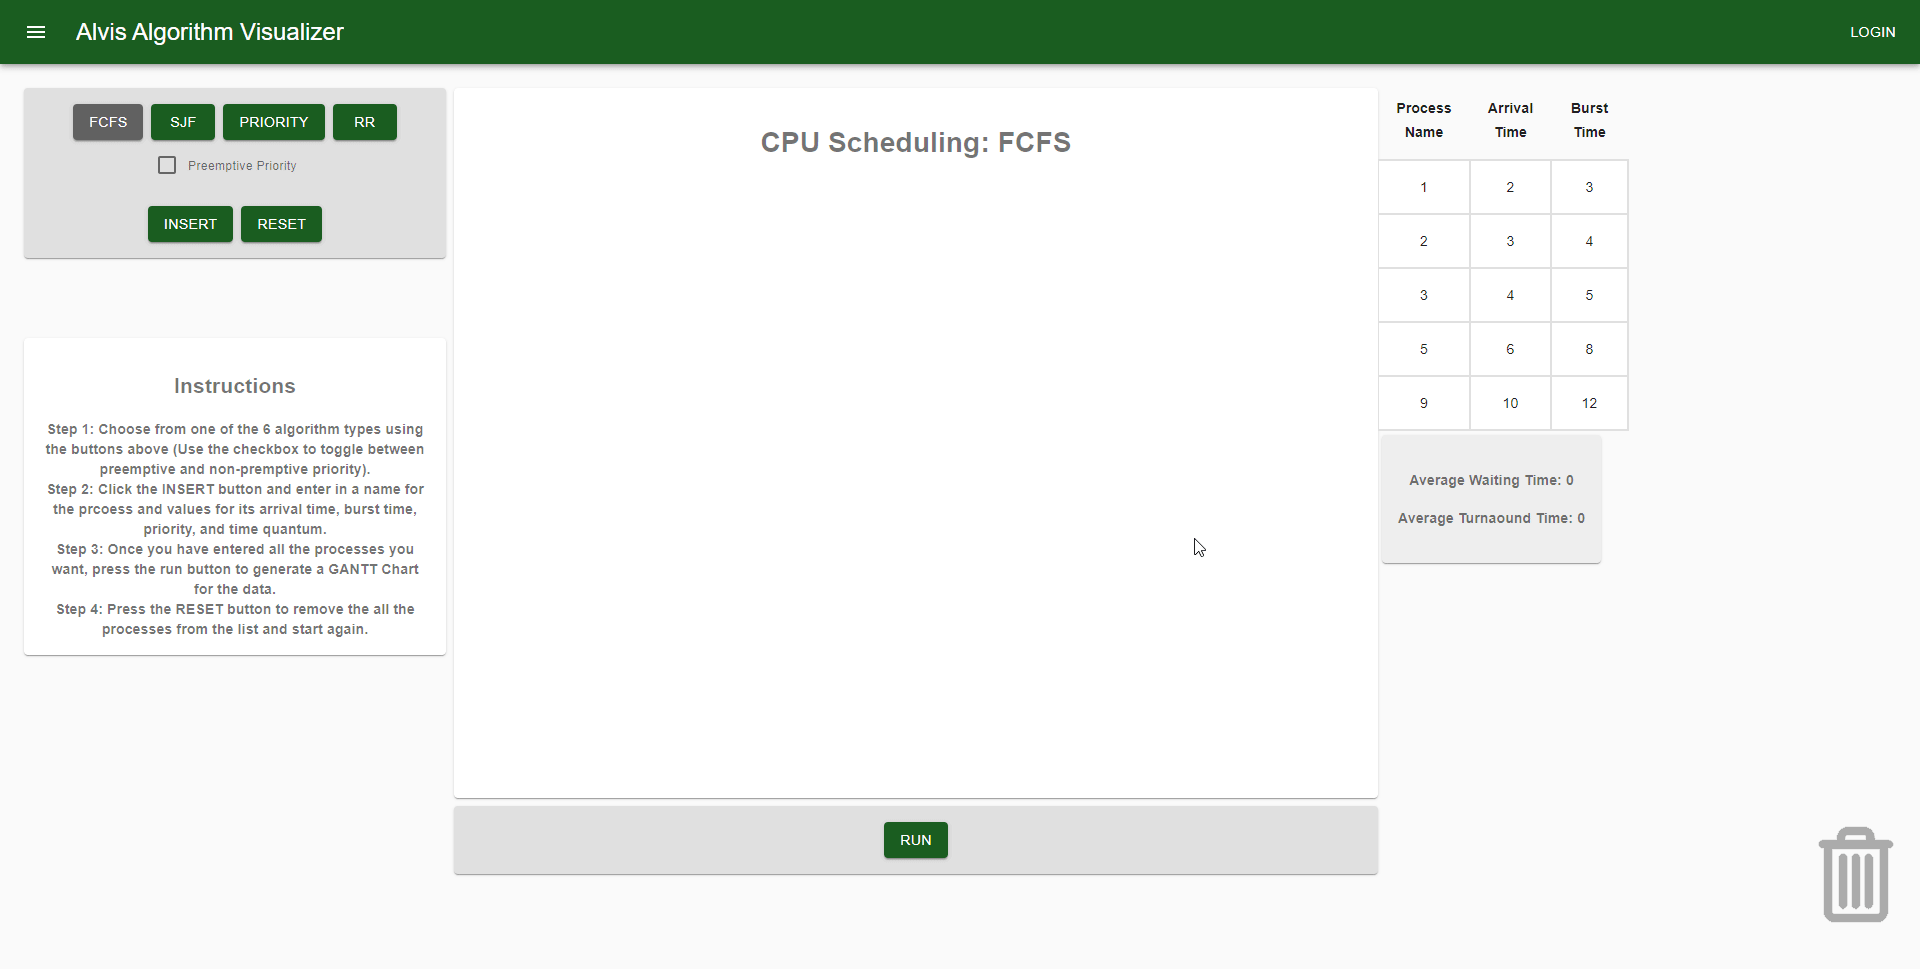 Alvis Algorithm Visualizer
LOGIN
FCFS SJF PRIORITY RR
Preemptive Priority
INSERT RESET
Instructions
Step 1: Choose from one of the 6 algorithm types using
the buttons above (Use the checkbox to toggle between
preemptive and non-premptive priority).
Step 2: Click the INSERT button and enter in a name for
the prcoess and values for its arrival time, burst time,
priority, and time quantum.
Step 3: Once you have entered all the processes you
want, press the run button to generate a GANTT Chart
for the data.
Step 4: Press the RESET button to remove the all the
processes from the list and start again.
CPU Scheduling: FCFS
RUN
Process Arrival Burst
Name Time Time
1 2 3
2 3 4
3 4 5
5 6 8
9 10 12
Average Waiting Time: 0
Average Turnaound Time: 0